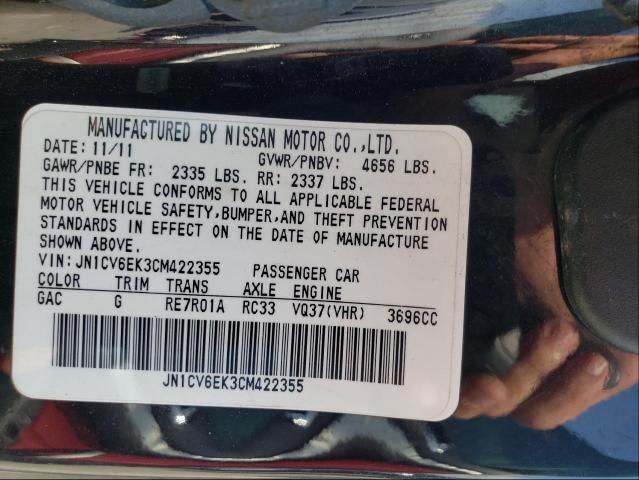 MANUFACTURED BY NISSAN MOTOR CO.,LTD.
DATE: 11/11 GVWR/PNBV: 4656 LBS.
GAWR/PNBE FR: 2335 LBS. RR: 2337 LBS.
THIS VEHICLE CONFORMS TO ALL APPLICABLE FEDERAL
MOTOR VEHICLE SAFETY,BUMPER,AND THEFT PREVENTION
STANDARDS IN EFFECT ON THE DATE OF MANUFACTURE
SHOWN ABOVE.
VIN: JN1CV6EK3CM422355 PASSENGER CAR
COLOR TRIM TRANS AXLE ENGINE
GAC G RE7R01A RC33 VQ37(VHR) 3696CC
JN1CV6EK3CM422355